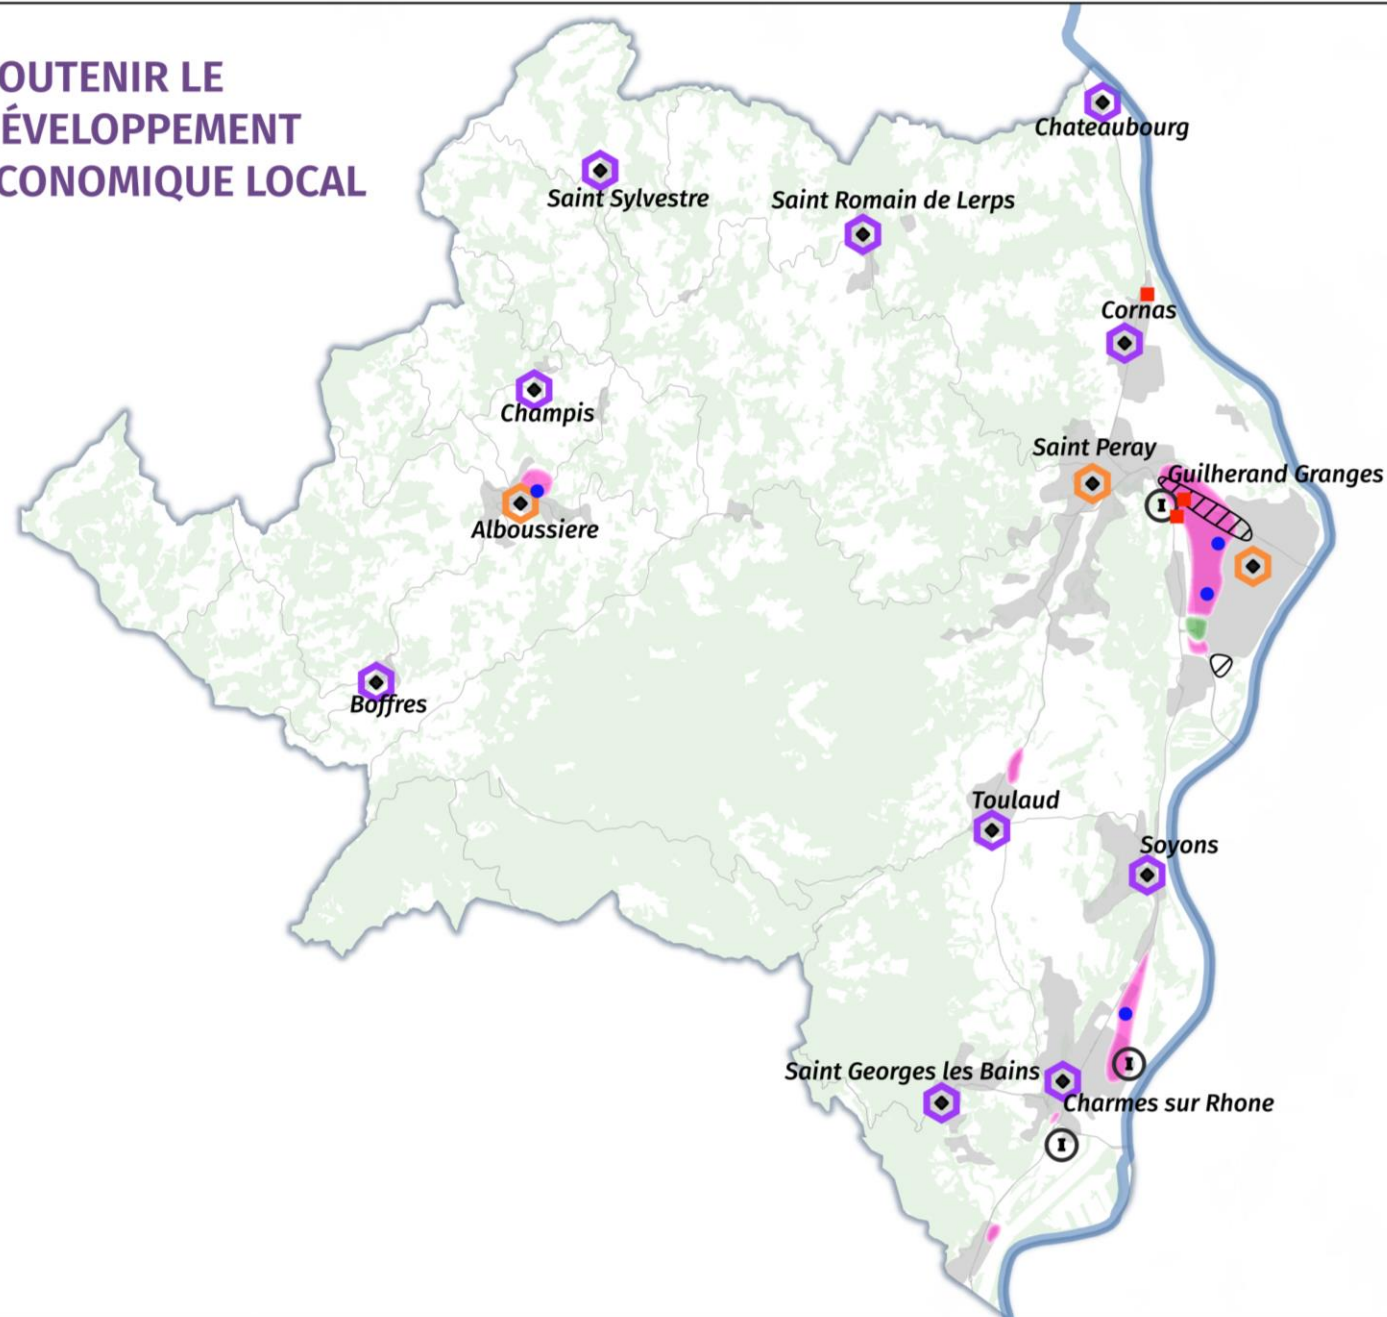 OUTENIR LE
ÉVELOPPEMENT
CONOMIQUE LOCAL
Chateaubourg
Saint Sylvestre
Saint Romain de Lerps
Cornas
Champis
Saint Peray
Guilherand Granges
I
Alboussiere
Boffres
Toulaud
Soyons
I
Saint Georges les Bains
Charmes sur Rhone
I